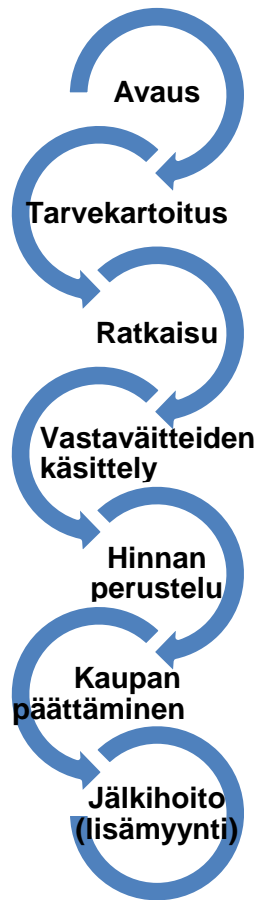 Avaus
Tarvekartoitus
Ratkaisu
Vastaväitteiden
käsittely
Hinnan
perustelu
Kaupan
päättäminen
Jälkihoito
(lisämyynti)